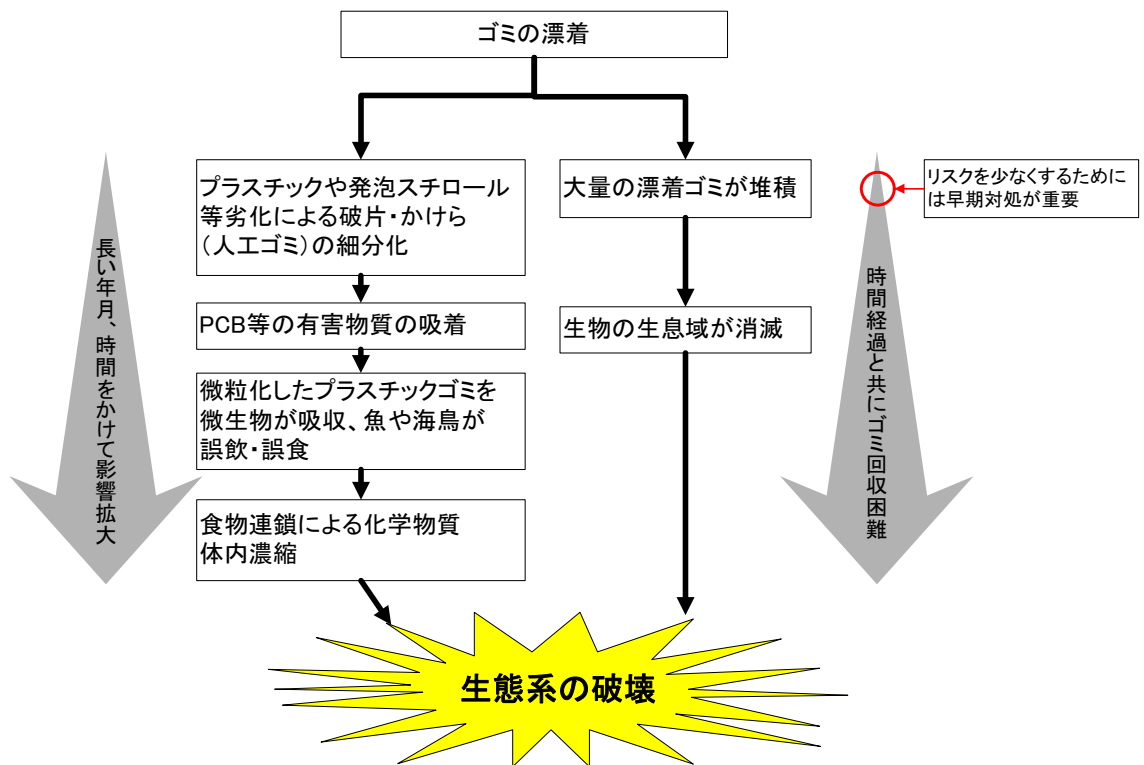 ゴミの漂着
プラスチックや発泡スチロール
等劣化による破片・かけら
（人工ゴミ）の細分化
大量の漂着ゴミが堆積
リスクを少なくするために
は早期対処が重要
長い年月、時間をかけて影響拡大
PCB等の有害物質の吸着
生物の生息域が消滅
時間経過と共にゴミ回収困難
微粒化したプラスチックゴミを
微生物が吸収、魚や海鳥が
誤飲・誤食
食物連鎖による化学物質
体内濃縮
生態系の破壊